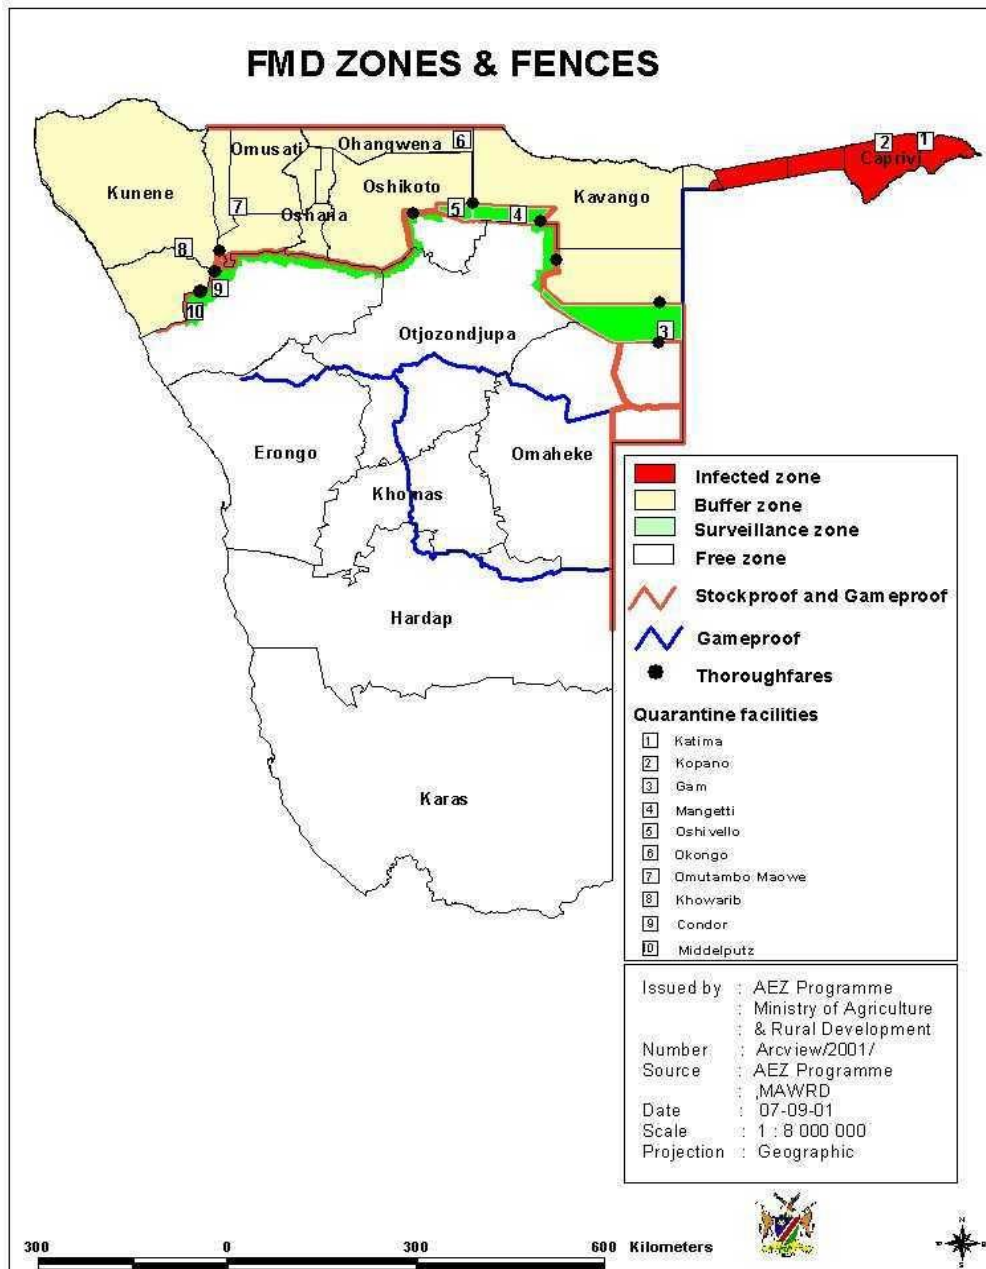 FMD ZONES & FENCES
Kunene
Omusati
Ohangwena
Oshana
Oshikoto
Kavango
Caprivi
Otjozondjupa
Erongo
Khomas
Omaheke
Hardap
Karas
1
2
3
4
5
6
7
8
9
10
Infected zone
Buffer zone
Surveillance zone
Free zone
Stockproof and Gameproof
Gameproof
Thoroughfares
Quarantine facilities
1 Katima
2 Kopano
3 Gam
4 Mangetti
5 Oshivello
6 Okongo
7 Omutambo Maowe
8 Khowarib
9 Condor
10 Middelputz
Issued by : AEZ Programme
: Ministry of Agriculture
: & Rural Development
Number : Arcview/2001/
Source : AEZ Programme
: ,MAWRD
Date : 07-09-01
Scale : 1 : 8 000 000
Projection : Geographic
300 0 300 600 Kilometers
N
S